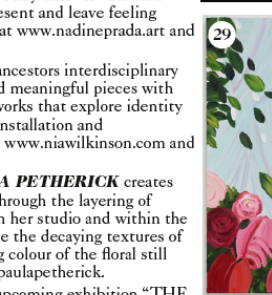 esent and leave feeling
at www.nadineprada.art and
ancestors interdisciplinary
d meaningful pieces with
works that explore identity
nstallation and
www.niawilkinson.com and
A PETHERICK creates
hrough the layering of
n her studio and within the
e the decaying textures of
g colour of the floral still
paulapetherick.
upcoming exhibition “THE
29